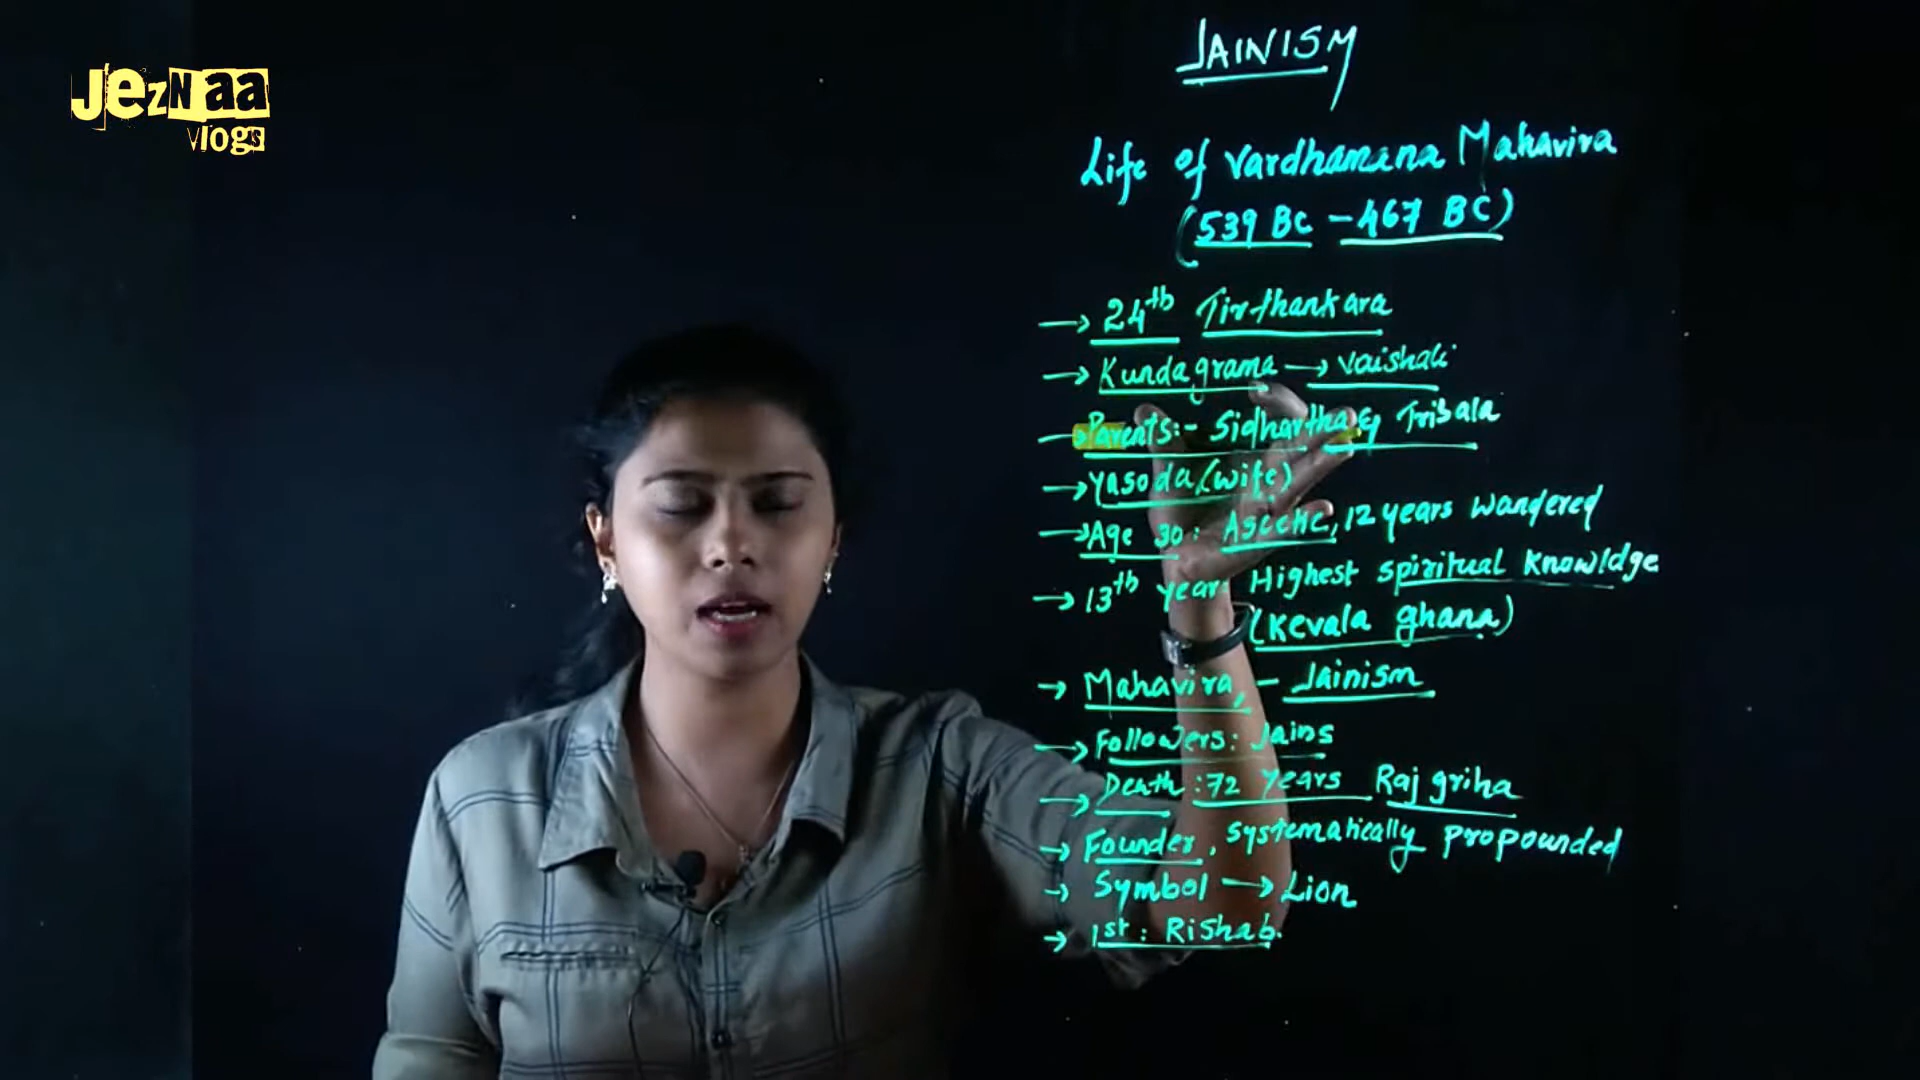 JEZNAA
vlogs
JAINISM
Life of Vardhamana Mahavira
(539 BC - 467 BC)
→ 24th Tirthankara
→ Kundagrama → Vaishali
→ Parents:- Sidhartha & Trisala
→ Yasoda (wife)
→ Age 30: Ascetic, 12 years wandered
→ 13th year: Highest spiritual knowldge
(Kevala ghana)
→ Mahavira, - Jainism
→ Followers: Jains
→ Death: 72 years Raj griha
→ Founder, systematically propounded
→ Symbol → Lion
→ 1st: Rishab.